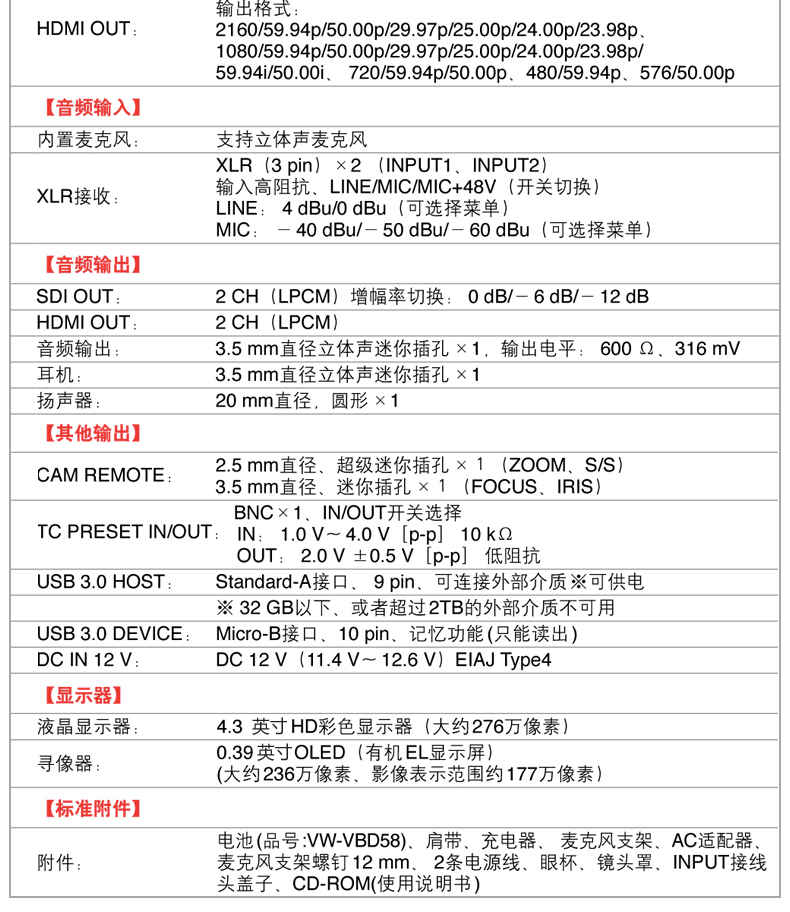 HDMI OUT：
输出格式：
2160/59.94p/50.00p/29.97p/25.00p/24.00p/23.98p、
1080/59.94p/50.00p/29.97p/25.00p/24.00p/23.98p/
59.94i/50.00i、 720/59.94p/50.00p、480/59.94p、576/50.00p
【音频输入】
内置麦克风： 支持立体声麦克风
XLR接收：
XLR（3 pin）×2 （INPUT1、INPUT2）
输入高阻抗、LINE/MIC/MIC+48V（开关切换）
LINE： 4 dBu/0 dBu（可选择菜单）
MIC： －40 dBu/－50 dBu/－60 dBu（可选择菜单）
【音频输出】
SDI OUT： 2 CH（LPCM）增幅率切换： 0 dB/－6 dB/－12 dB
HDMI OUT： 2 CH（LPCM）
音频输出： 3.5 mm直径立体声迷你插孔×1，输出电平： 600 Ω、316 mV
耳机： 3.5 mm直径立体声迷你插孔×1
扬声器： 20 mm直径，圆形×1
【其他输出】
CAM REMOTE：
2.5 mm直径、超级迷你插孔×1（ZOOM、S/S）
3.5 mm直径、迷你插孔×1（FOCUS、IRIS）
TC PRESET IN/OUT：
BNC×1、IN/OUT开关选择
IN： 1.0 V～4.0 V［p-p］ 10 kΩ
OUT： 2.0 V ±0.5 V［p-p］ 低阻抗
USB 3.0 HOST： Standard-A接口、9 pin、可连接外部介质※可供电
※ 32 GB以下、或者超过2TB的外部介质不可用
USB 3.0 DEVICE： Micro-B接口、10 pin、记忆功能(只能读出)
DC IN 12 V： DC 12 V（11.4 V～12.6 V）EIAJ Type4
【显示器】
液晶显示器： 4.3 英寸HD彩色显示器（大约276万像素）
寻像器：
0.39英寸OLED（有机EL显示屏）
(大约236万像素、影像表示范围约177万像素）
【标准附件】
附件：
电池(品号:VW-VBD58)、肩带、充电器、 麦克风支架、AC适配器、
麦克风支架螺钉12 mm、 2条电源线、眼杯、镜头罩、INPUT接线
头盖子、CD-ROM(使用说明书)